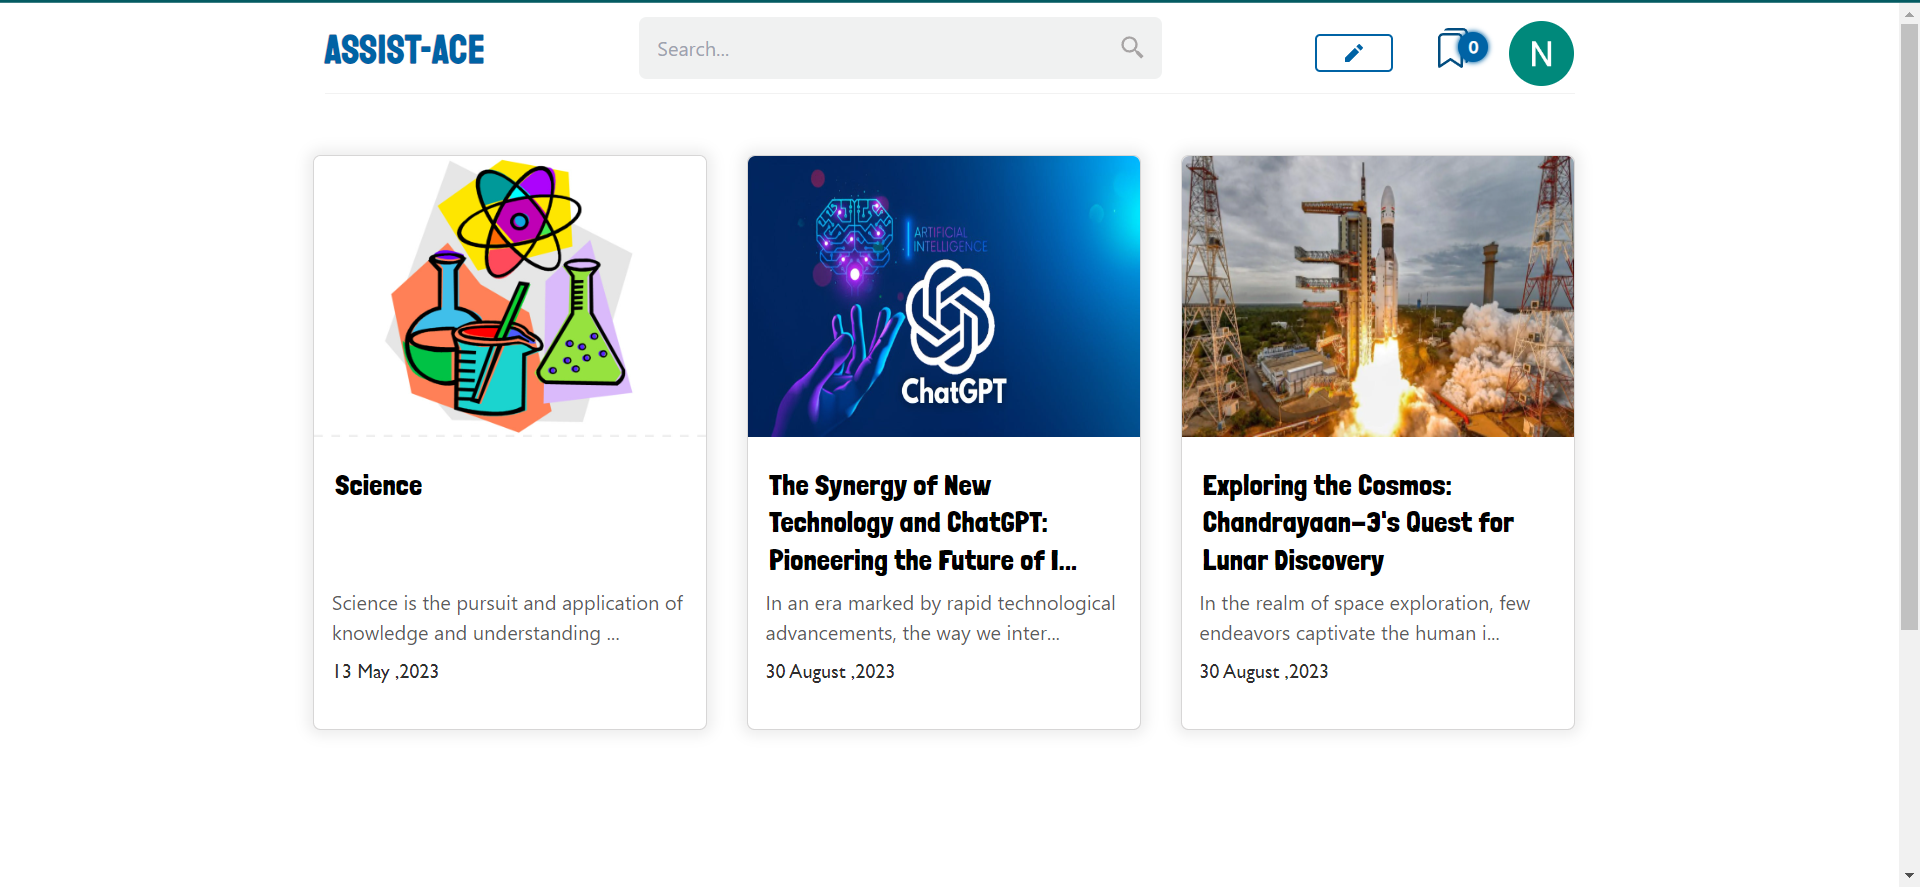 ASSIST-ACE
Search...
0
N
ARTIFICIAL
INTELLIGENCE
ChatGPT
Science
Science is the pursuit and application of
knowledge and understanding ...
13 May ,2023
The Synergy of New
Technology and ChatGPT:
Pioneering the Future of I...
In an era marked by rapid technological
advancements, the way we inter...
30 August ,2023
Exploring the Cosmos:
Chandrayaan-3's Quest for
Lunar Discovery
In the realm of space exploration, few
endeavors captivate the human i...
30 August ,2023